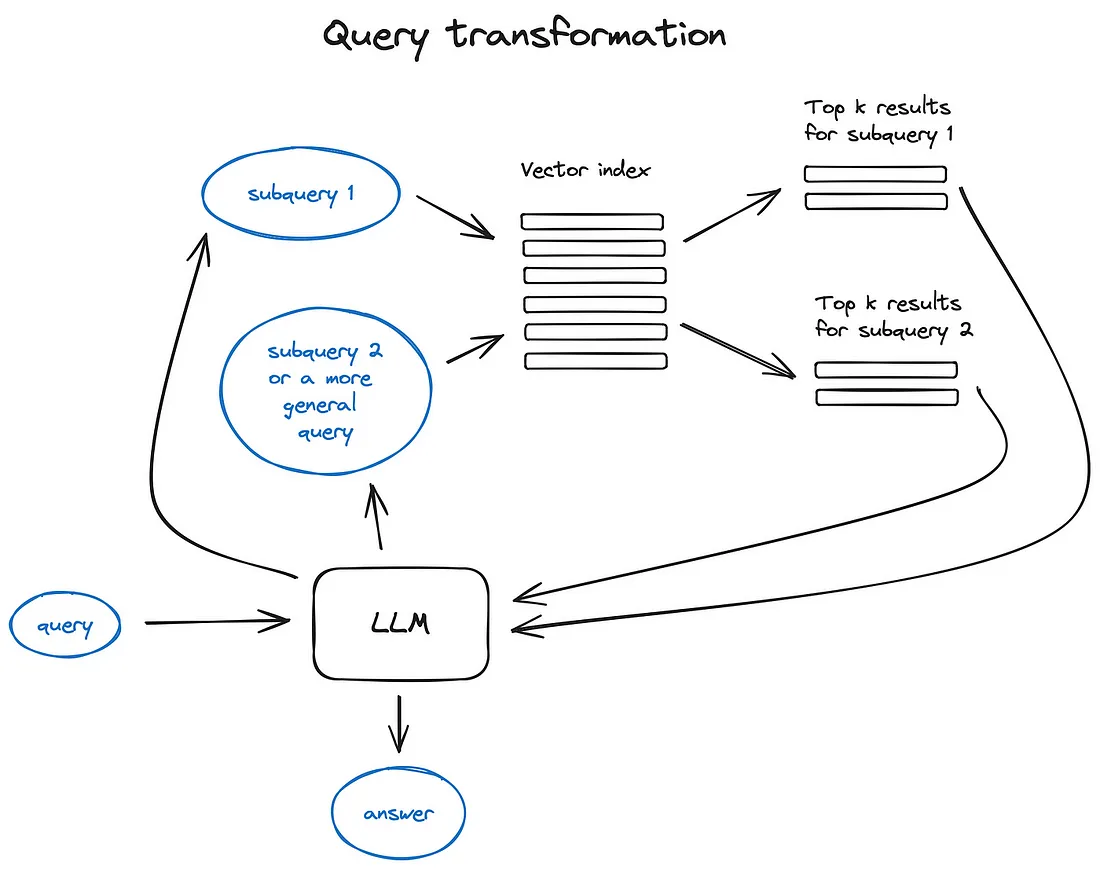 Query transformation
Top k results
for subquery 1
Vector index
subquery 1
Top k results
for subquery 2
subquery 2
or a more
general
query
query
LLM
answer